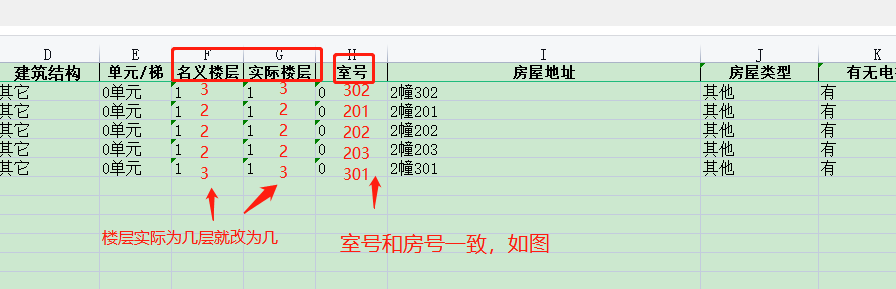 D E F G H I J K
建筑结构 单元/梯 名义楼层 实际楼层 室号 房屋地址 房屋类型 有无电
其它 0单元 1 3 1 3 0 302 2幢302 其他 有
其它 0单元 1 2 1 2 0 201 2幢201 其他 有
其它 0单元 1 2 1 2 0 202 2幢202 其他 有
其它 0单元 1 2 1 2 0 203 2幢203 其他 有
其它 0单元 1 3 1 3 0 301 2幢301 其他 有
楼层实际为几层就改为几
室号和房号一致，如图